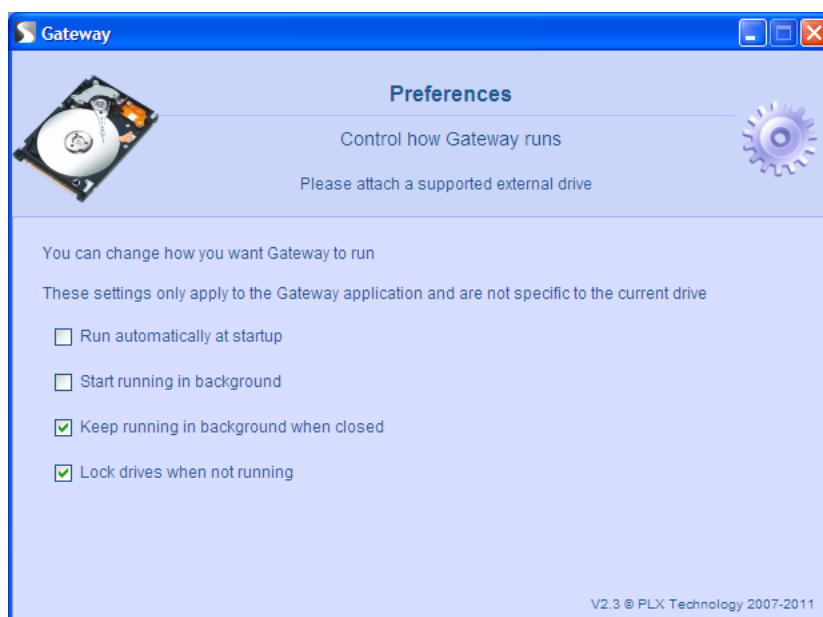 Gateway
Preferences
Control how Gateway runs
Please attach a supported external drive
You can change how you want Gateway to run
These settings only apply to the Gateway application and are not specific to the current drive
Run automatically at startup
Start running in background
Keep running in background when closed
Lock drives when not running
V2.3 © PLX Technology 2007-2011